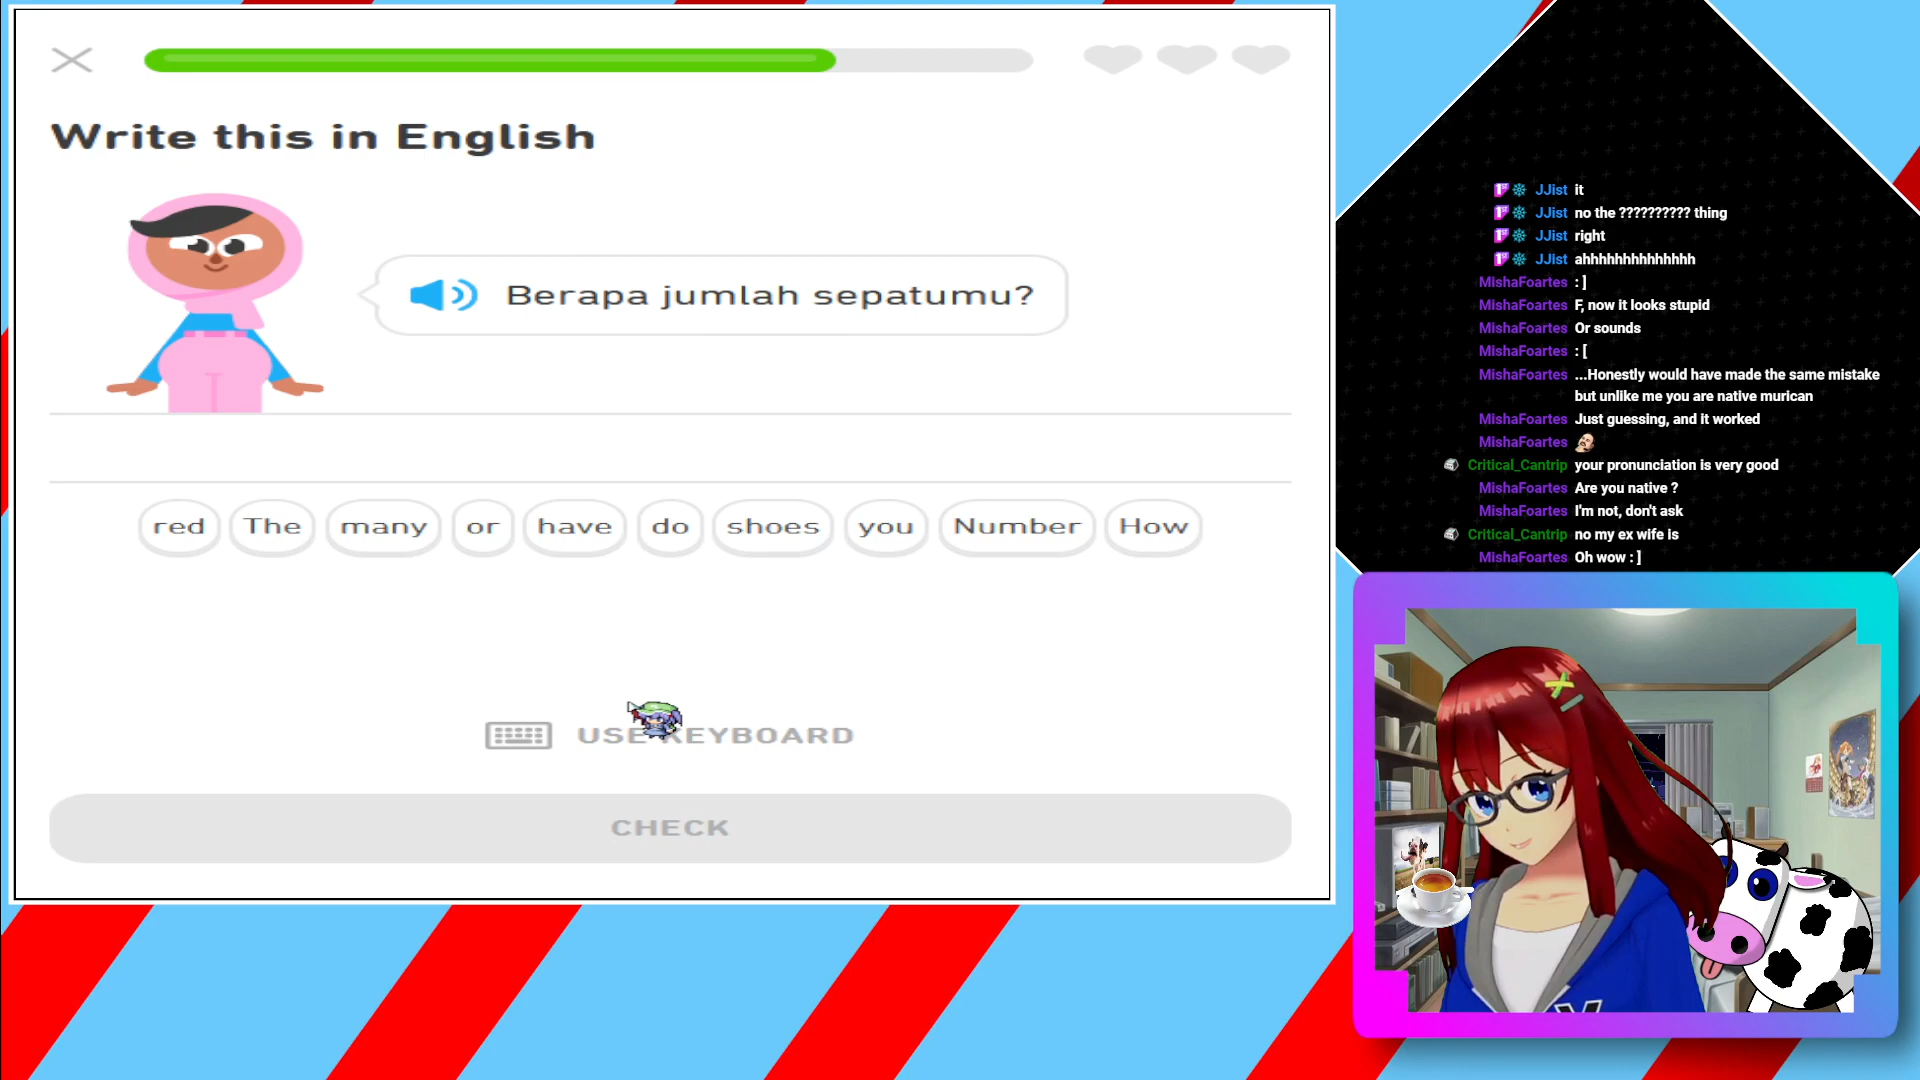 Write this in English
Berapa jumlah sepatumu?
red The many or have do shoes you Number How
USE KEYBOARD
CHECK
JJist it
JJist no the ?????????? thing
JJist right
JJist ahhhhhhhhhhhhhh
MishaFoartes : ]
MishaFoartes F, now it looks stupid
MishaFoartes Or sounds
MishaFoartes : [
MishaFoartes ...Honestly would have made the same mistake
but unlike me you are native murican
MishaFoartes Just guessing, and it worked
MishaFoartes
Critical_Cantrip your pronunciation is very good
MishaFoartes Are you native ?
MishaFoartes I'm not, don't ask
Critical_Cantrip no my ex wife is
MishaFoartes Oh wow : ]